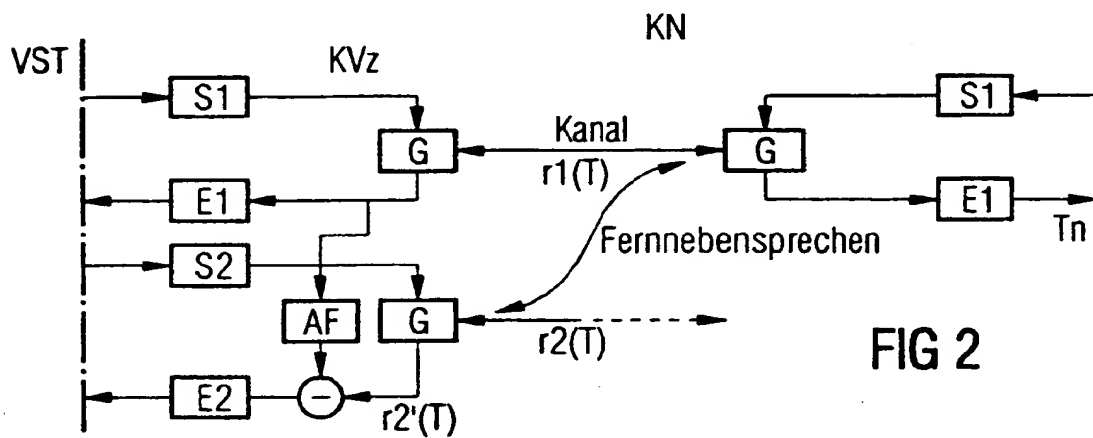 KN
VST
KVz
S1
S1
G
Kanal
G
r1(T)
E1
E1
Tn
Fernnebensprechen
S2
AF
G
r2(T)
FIG 2
E2
−
r2'(T)